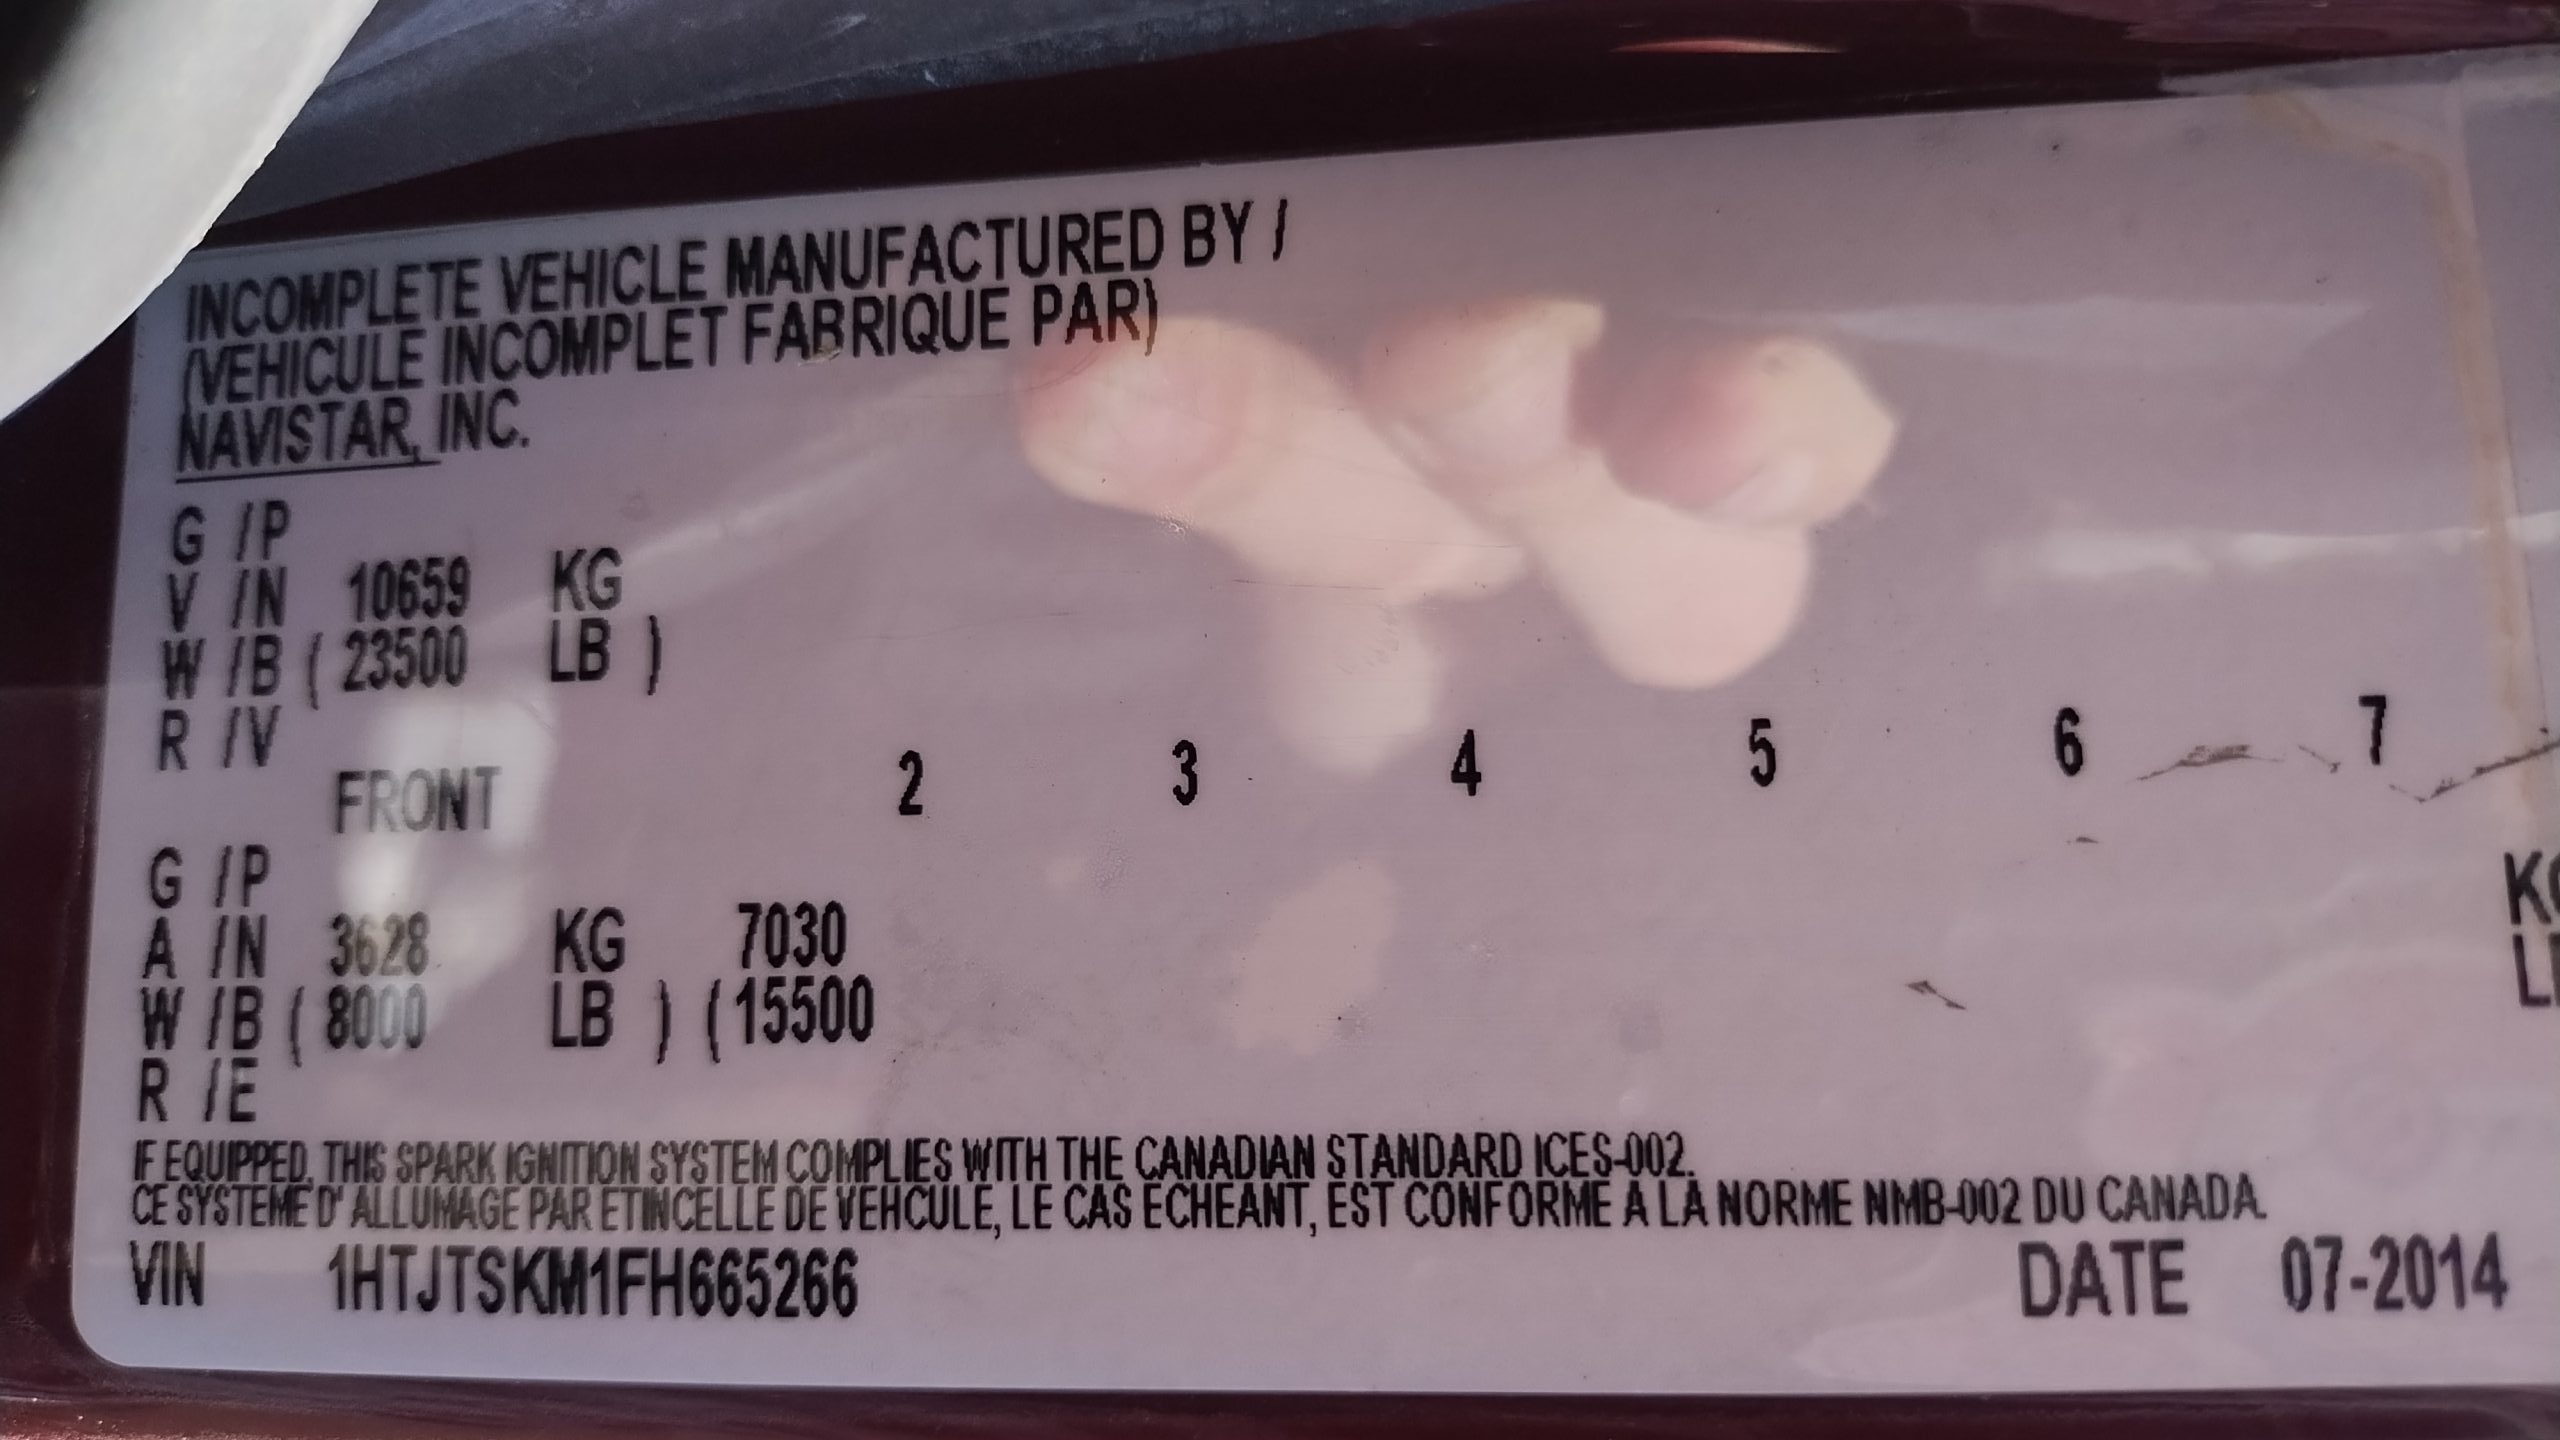 INCOMPLETE VEHICLE MANUFACTURED BY /
(VEHICULE INCOMPLET FABRIQUE PAR)
NAVISTAR, INC.
G /P
V /N 10659 KG
W /B ( 23500 LB )
R /V
FRONT 2 3 4 5 6 7
G /P
A /N 3628 KG 7030 KG
W /B ( 8000 LB ) ( 15500
R /E
IF EQUIPPED, THIS SPARK IGNITION SYSTEM COMPLIES WITH THE CANADIAN STANDARD ICES-002.
CE SYSTEME D' ALLUMAGE PAR ETINCELLE DE VEHCULE, LE CAS ECHEANT, EST CONFORME A LA NORME NMB-002 DU CANADA.
VIN 1HTJTSKM1FH665266 DATE 07-2014